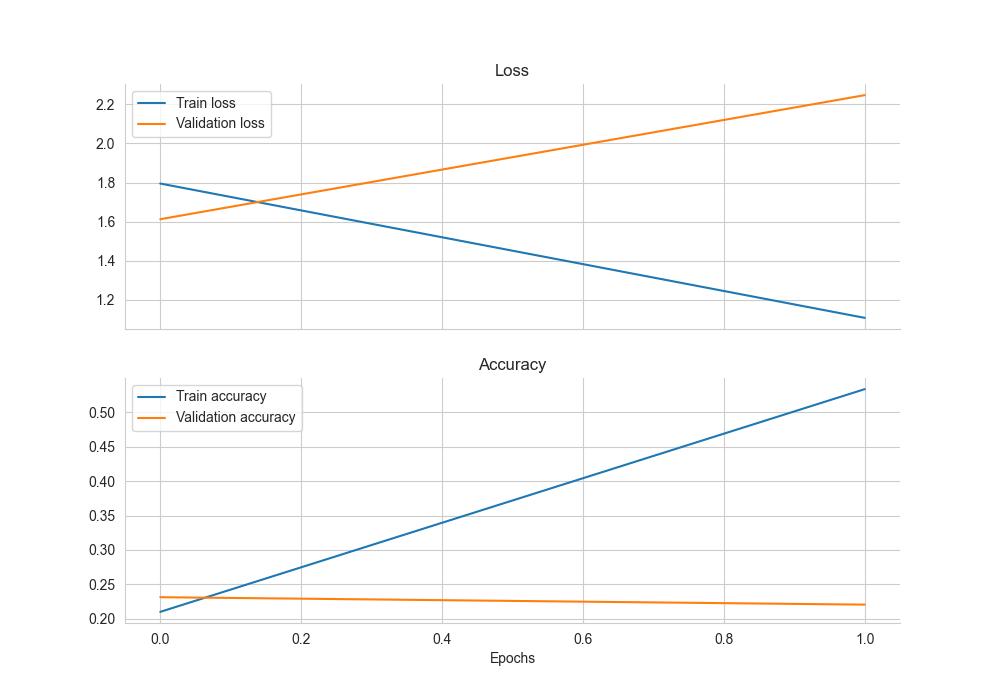 Loss
2.2
2.0
1.8
1.6
1.4
1.2
Train loss
Validation loss
Accuracy
0.50
0.45
0.40
0.35
0.30
0.25
0.20
Train accuracy
Validation accuracy
0.0 0.2 0.4 0.6 0.8 1.0
Epochs